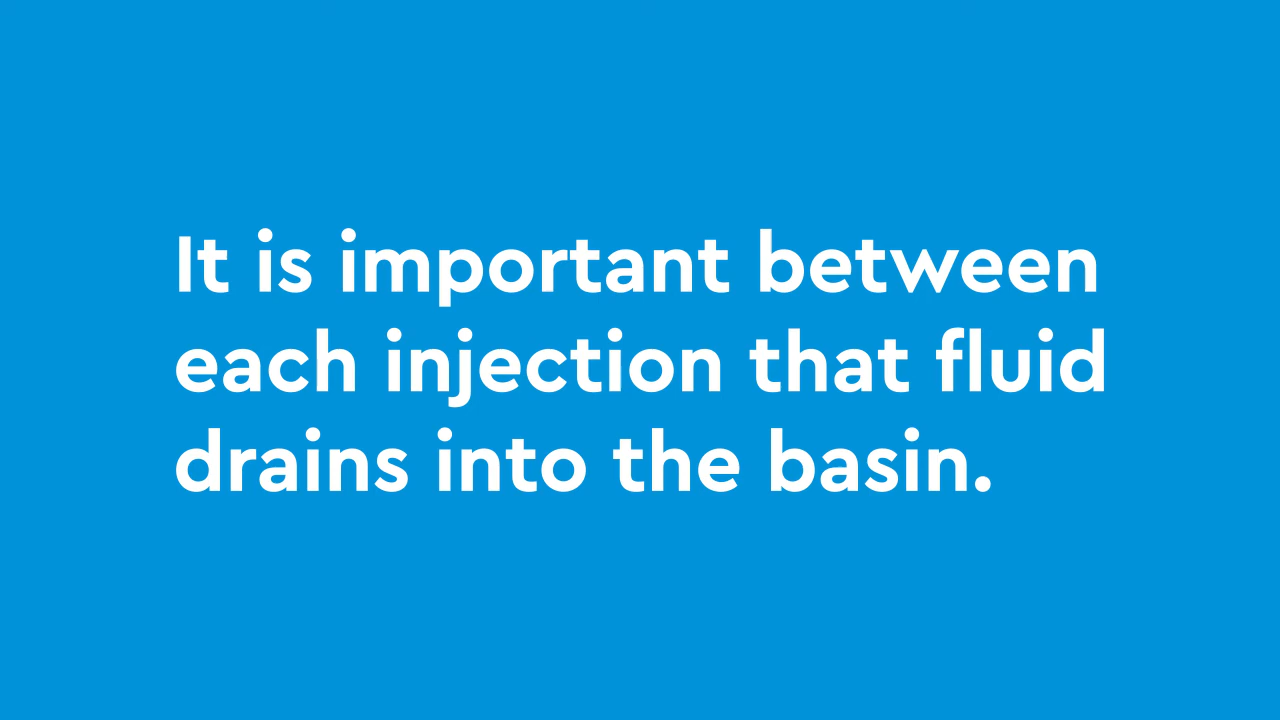 It is important between
each injection that fluid
drains into the basin.